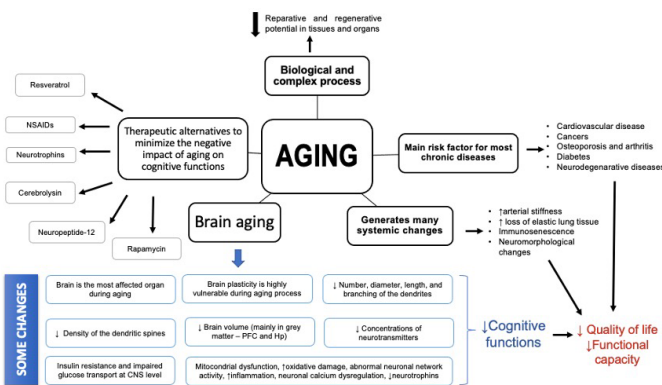 Reparative and regenerative
potential in tissues and organs
Biological and
complex process
Resveratrol
NSAIDs
Neurotrophins
Cerebrolysin
Neuropeptide-12
Rapamycin
Therapeutic alternatives to
minimize the negative
impact of aging on
cognitive functions
AGING
Main risk factor for most
chronic diseases
• Cardiovascular disease
• Cancers
• Osteoporosis and arthritis
• Diabetes
• Neurodegenarative diseases
Brain aging
Generates many
systemic changes
• ↑arterial stiffness
• ↑ loss of elastic lung tissue
• Immunosenescence
• Neuromorphological
changes
SOME CHANGES
Brain is the most affected organ
during aging
Brain plasticity is highly
vulnerable during aging process
↓ Number, diameter, length, and
branching of the dendrites
↓ Density of the dendritic spines
↓ Brain volume (mainly in grey
matter – PFC and Hp)
↓ Concentrations of
neurotransmitters
Insulin resistance and impaired
glucose transport at CNS level
Mitocondrial dysfunction, ↑oxidative damage, abnormal neuronal network
activity, ↑inflammation, neuronal calcium dysregulation, ↓neurotrophins
↓Cognitive
functions
↓ Quality of life
↓Functional
capacity